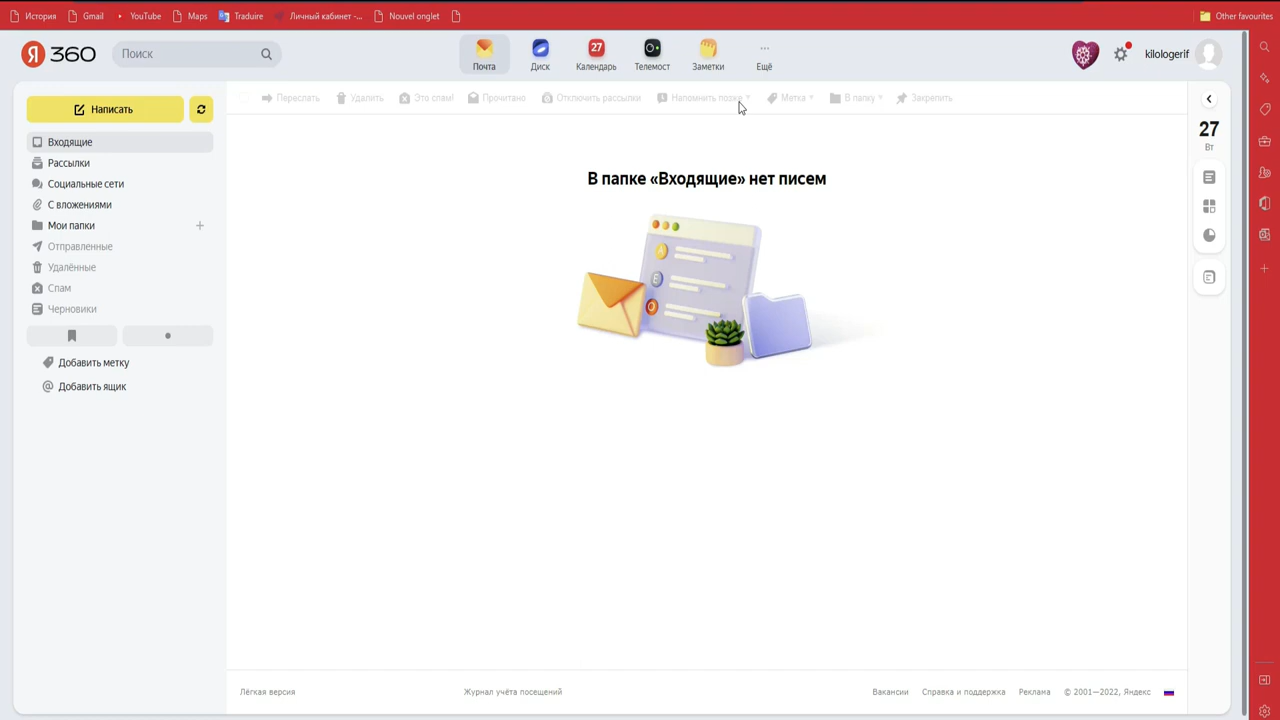 История Gmail YouTube Maps Traduire Личный кабинет -... Nouvel onglet Other favourites
Я 360 Поиск Почта Диск 27 Календарь Телемост Заметки Ещё kilologerif
Написать Переслать Удалить Это спам! Прочитано Отключить рассылки Напомнить позже Метка В папку Закрепить
27
Вт
Входящие
Рассылки
Социальные сети
С вложениями
Мои папки
Отправленные
Удалённые
Спам
Черновики
Добавить метку
Добавить ящик
В папке «Входящие» нет писем
Лёгкая версия Журнал учёта посещений Вакансии Справка и поддержка Реклама © 2001—2022, Яндекс